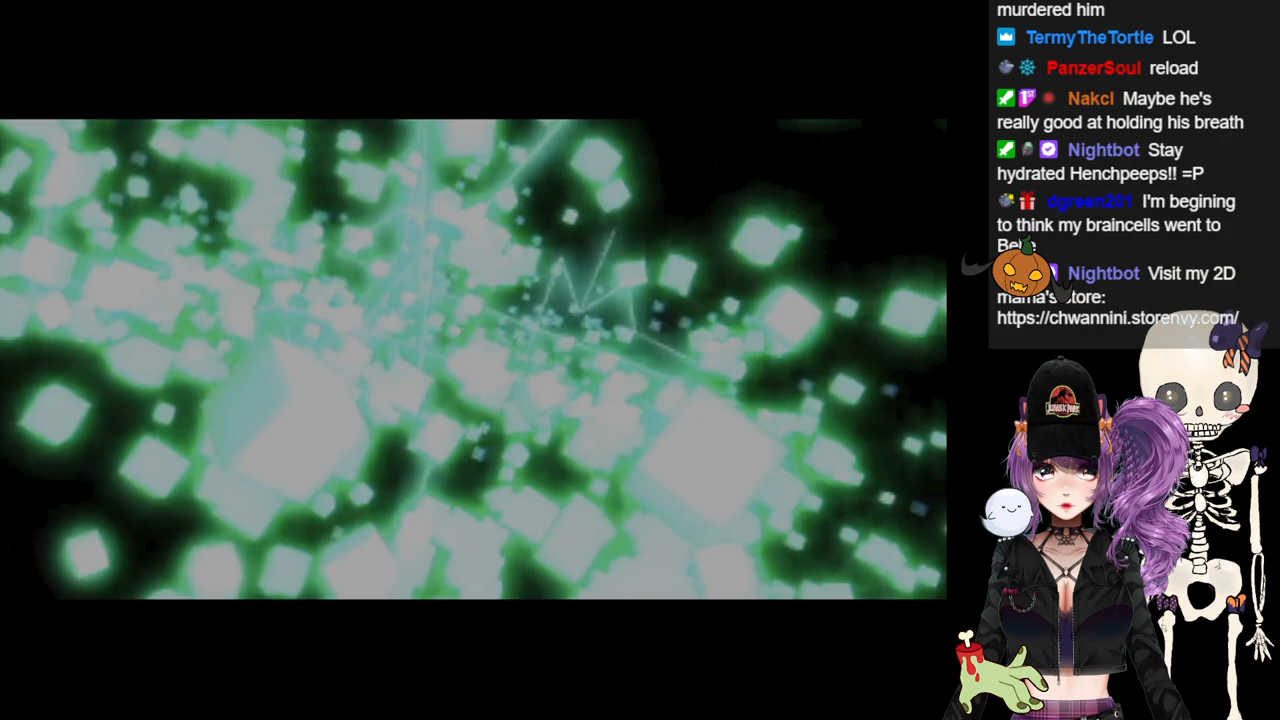 murdered him
TermyTheTortle LOL
PanzerSoul reload
1ST Nakcl Maybe he's
really good at holding his breath
Nightbot Stay
hydrated Henchpeeps!! =P
dgreen201 I'm begining
to think my braincells went to
Nightbot Visit my 2D
mama's store:
https://chwannini.storenvy.com/
JURASSIC PARK